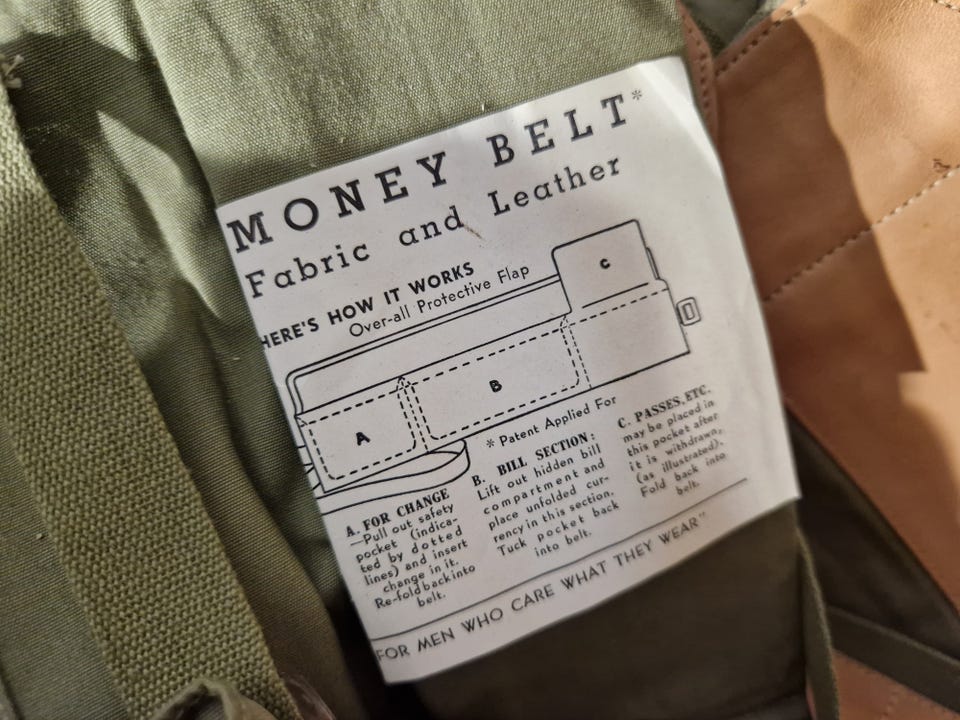 MONEY BELT*
Fabric and Leather
HERE'S HOW IT WORKS
Over-all Protective Flap
C
B
A
* Patent Applied For
A. FOR CHANGE
—Pull out safety
pocket (indica-
ted by dotted
lines) and insert
change in it.
Re-fold back into
belt.
B. BILL SECTION:
Lift out hidden bill
compartment and
place unfolded cur-
rency in this section.
Tuck pocket back
into belt.
C. PASSES, ETC.
may be placed in
this pocket after
it is withdrawn,
(as illustrated).
Fold back into
belt.
FOR MEN WHO CARE WHAT THEY WEAR"